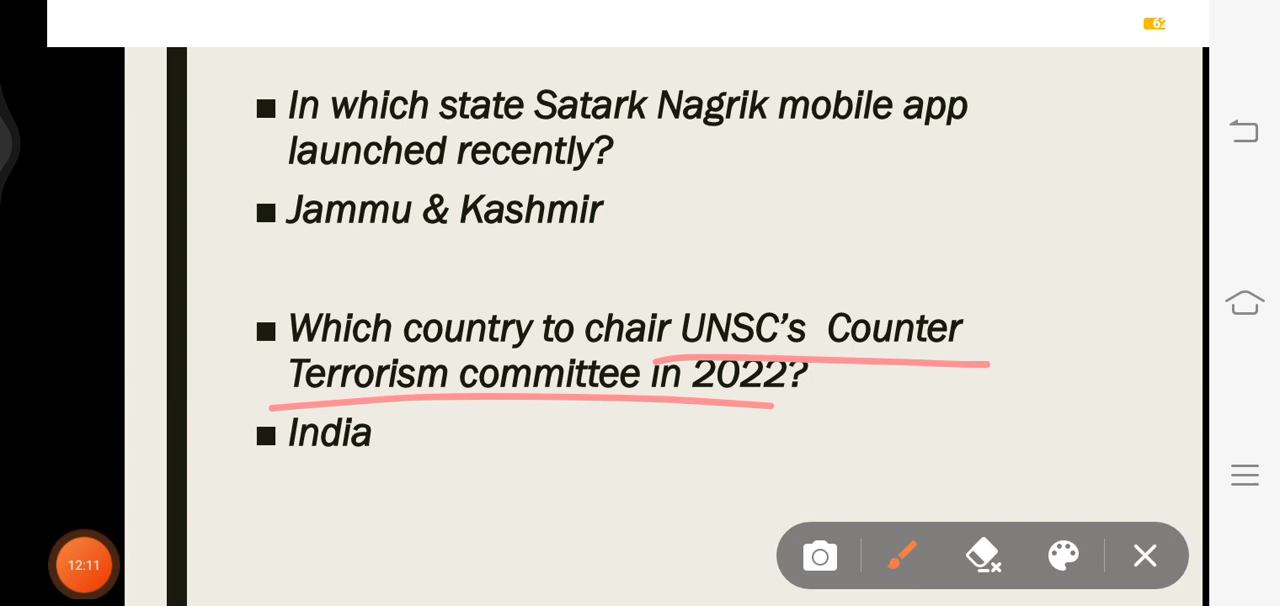 62
■ In which state Satark Nagrik mobile app
launched recently?
■ Jammu & Kashmir
■ Which country to chair UNSC’s Counter
Terrorism committee in 2022?
■ India
12:11